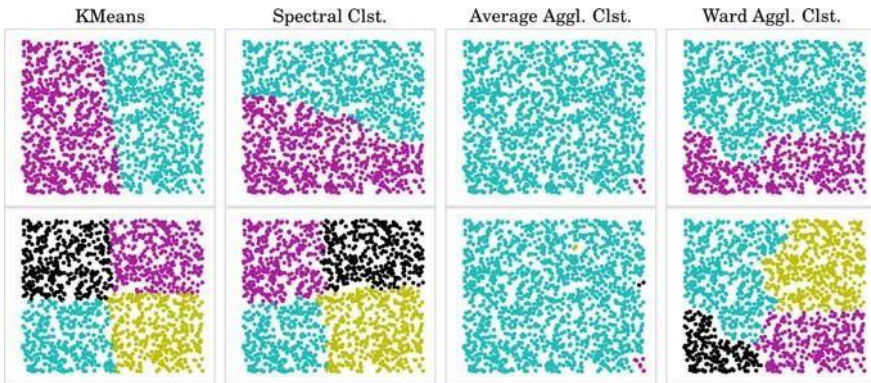 KMeans
Spectral Clst.
Average Aggl. Clst.
Ward Aggl. Clst.